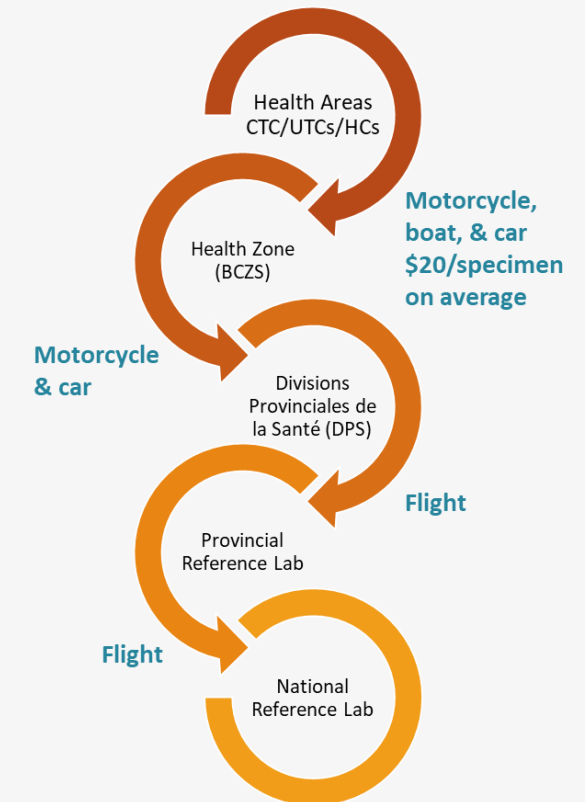 Health Areas
CTC/UTCs/HCs
Motorcycle,
boat, & car
$20/specimen
on average
Health Zone
(BCZS)
Motorcycle
& car
Divisions
Provinciales de
la Santé (DPS)
Flight
Provincial
Reference Lab
Flight
National
Reference Lab